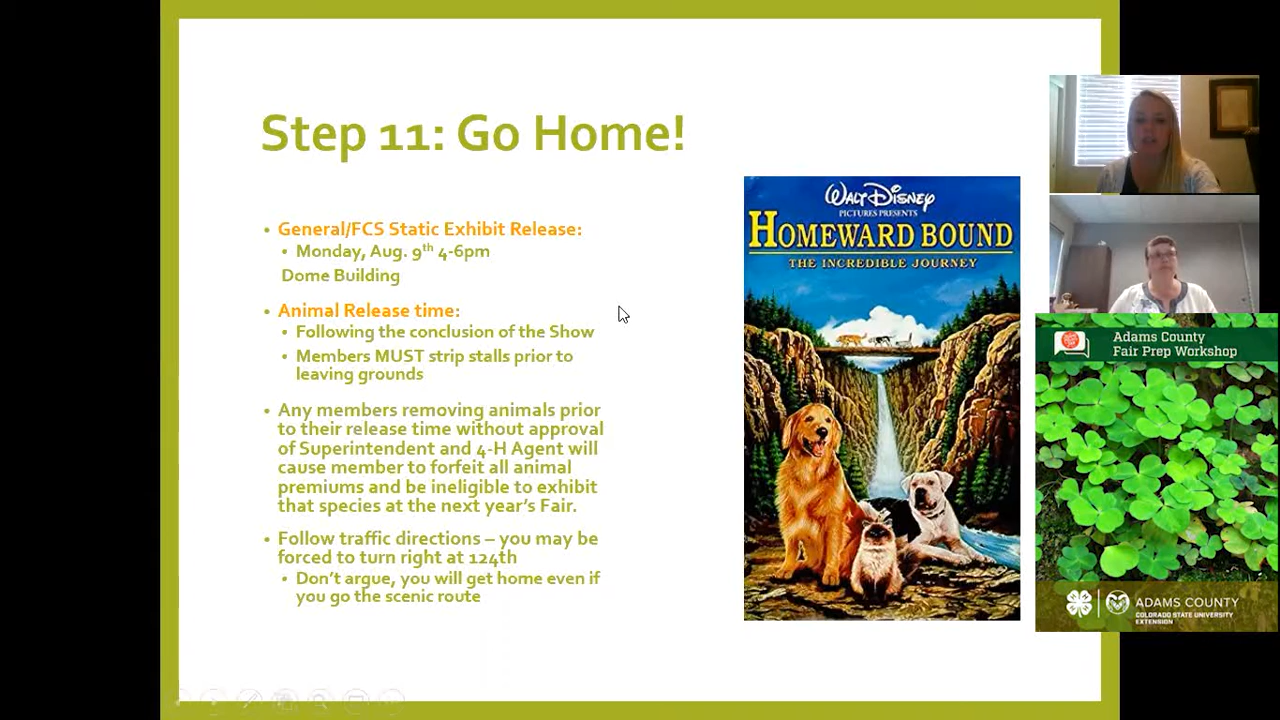 Step 11: Go Home!
• General/FCS Static Exhibit Release:
• Monday, Aug. 9th 4-6pm
Dome Building
• Animal Release time:
• Following the conclusion of the Show
• Members MUST strip stalls prior to
leaving grounds
• Any members removing animals prior
to their release time without approval
of Superintendent and 4-H Agent will
cause member to forfeit all animal
premiums and be ineligible to exhibit
that species at the next year's Fair.
• Follow traffic directions – you may be
forced to turn right at 124th
• Don't argue, you will get home even if
you go the scenic route
WALT DISNEY
PICTURES PRESENTS
HOMEWARD BOUND
THE INCREDIBLE JOURNEY
Adams County
Fair Prep Workshop
ADAMS COUNTY
COLORADO STATE UNIVERSITY
EXTENSION